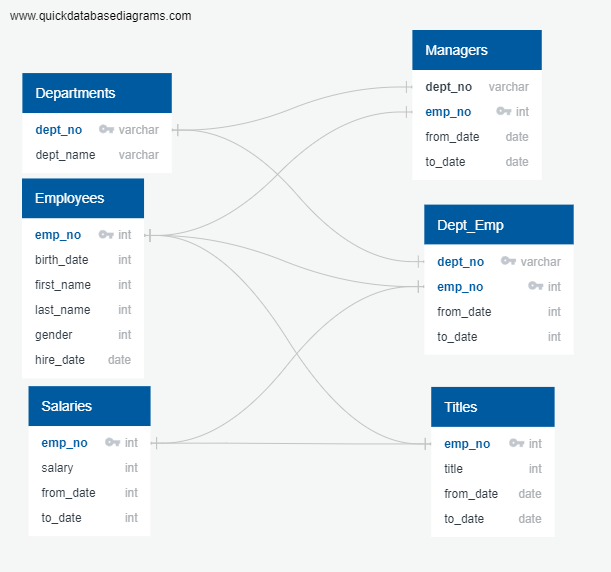 www.quickdatabasediagrams.com
Departments
dept_no varchar
dept_name varchar
Employees
emp_no int
birth_date int
first_name int
last_name int
gender int
hire_date date
Salaries
emp_no int
salary int
from_date int
to_date int
Managers
dept_no varchar
emp_no int
from_date date
to_date date
Dept_Emp
dept_no varchar
emp_no int
from_date int
to_date int
Titles
emp_no int
title int
from_date date
to_date date